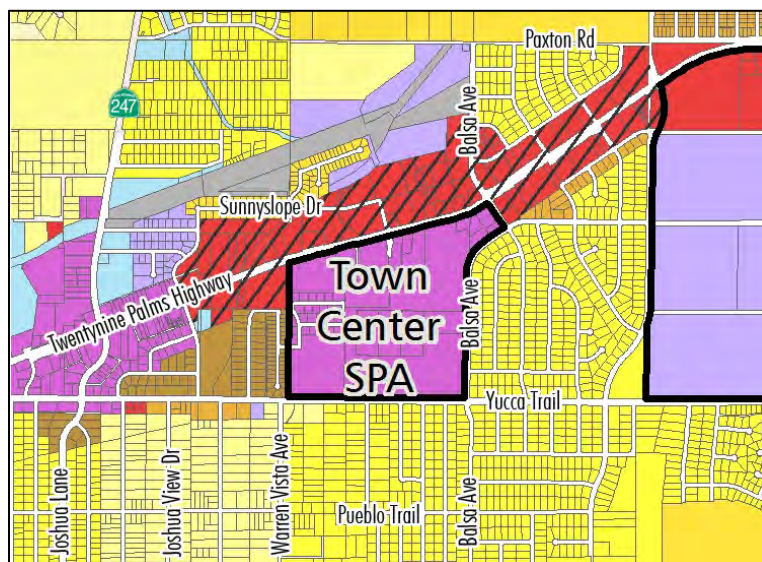 Paxton Rd
247
Balsa Ave
Sunnyslope Dr
Twentynine Palms Highway
Town
Center
SPA
Balsa Ave
Yucca Trail
Joshua Lane
Joshua View Dr
Warren Vista Ave
Pueblo Trail
Balsa Ave